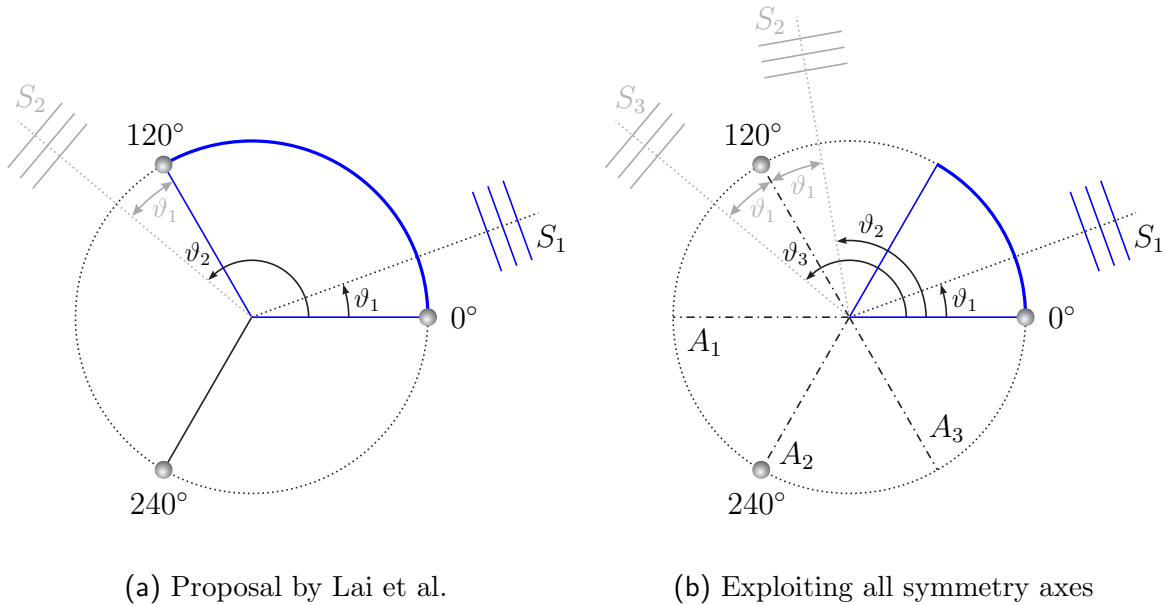 S₂
120°
ϑ₁
ϑ₂
S₁
ϑ₁
0°
240°
(a) Proposal by Lai et al.
S₂
S₃
120°
ϑ₁
ϑ₁
ϑ₂
S₁
ϑ₃
ϑ₁
0°
A₁
A₃
A₂
240°
(b) Exploiting all symmetry axes